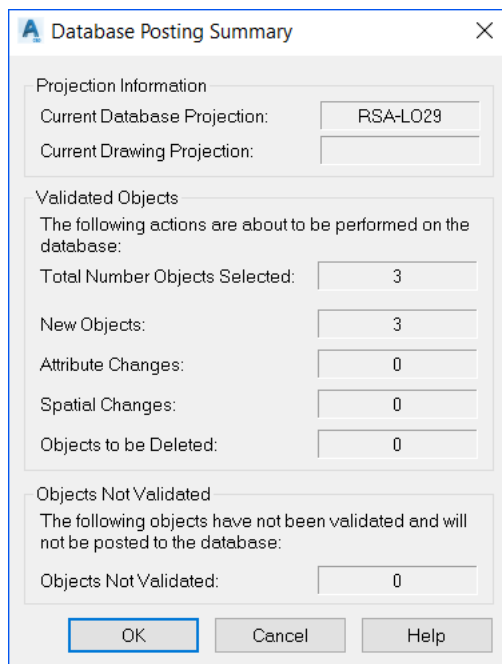 Database Posting Summary
Projection Information
Current Database Projection: RSA-LO29
Current Drawing Projection:
Validated Objects
The following actions are about to be performed on the
database:
Total Number Objects Selected: 3
New Objects: 3
Attribute Changes: 0
Spatial Changes: 0
Objects to be Deleted: 0
Objects Not Validated
The following objects have not been validated and will
not be posted to the database:
Objects Not Validated: 0
OK Cancel Help